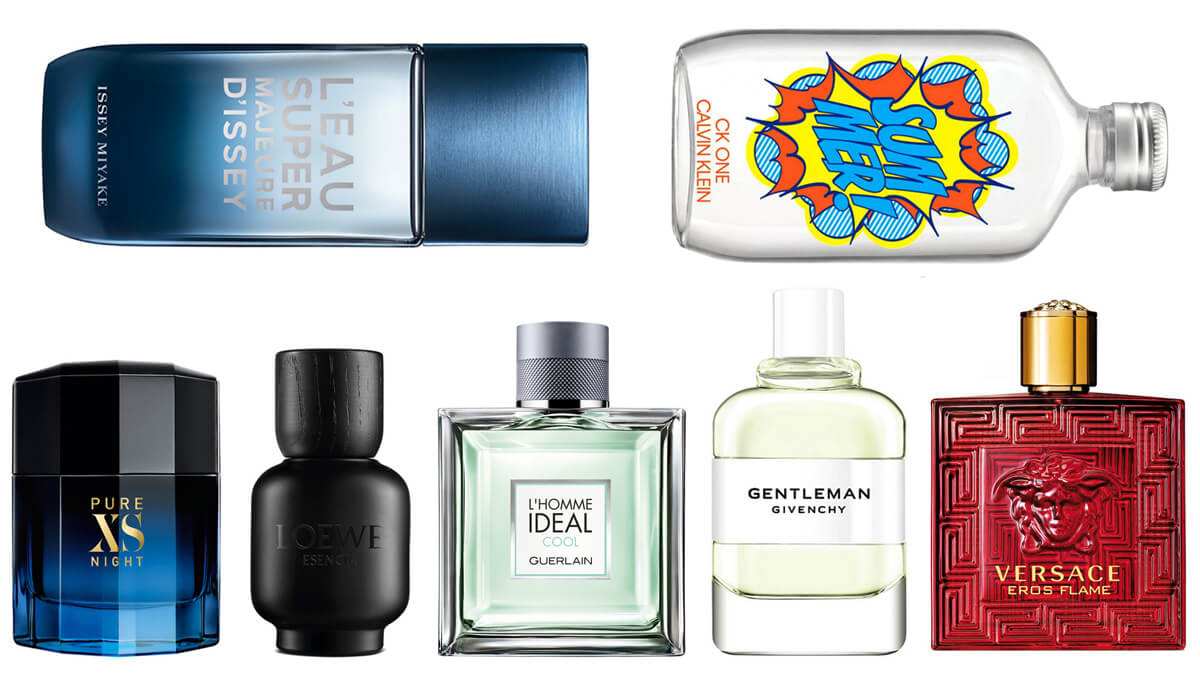 L'EAU
SUPER
MAJEURE
D'ISSEY
ISSEY MIYAKE
SUM
MER!
CK ONE
CALVIN KLEIN
PURE
XS
NIGHT
LOEWE
ESENCIA
L'HOMME
IDEAL
COOL
GUERLAIN
GENTLEMAN
GIVENCHY
VERSACE
EROS FLAME